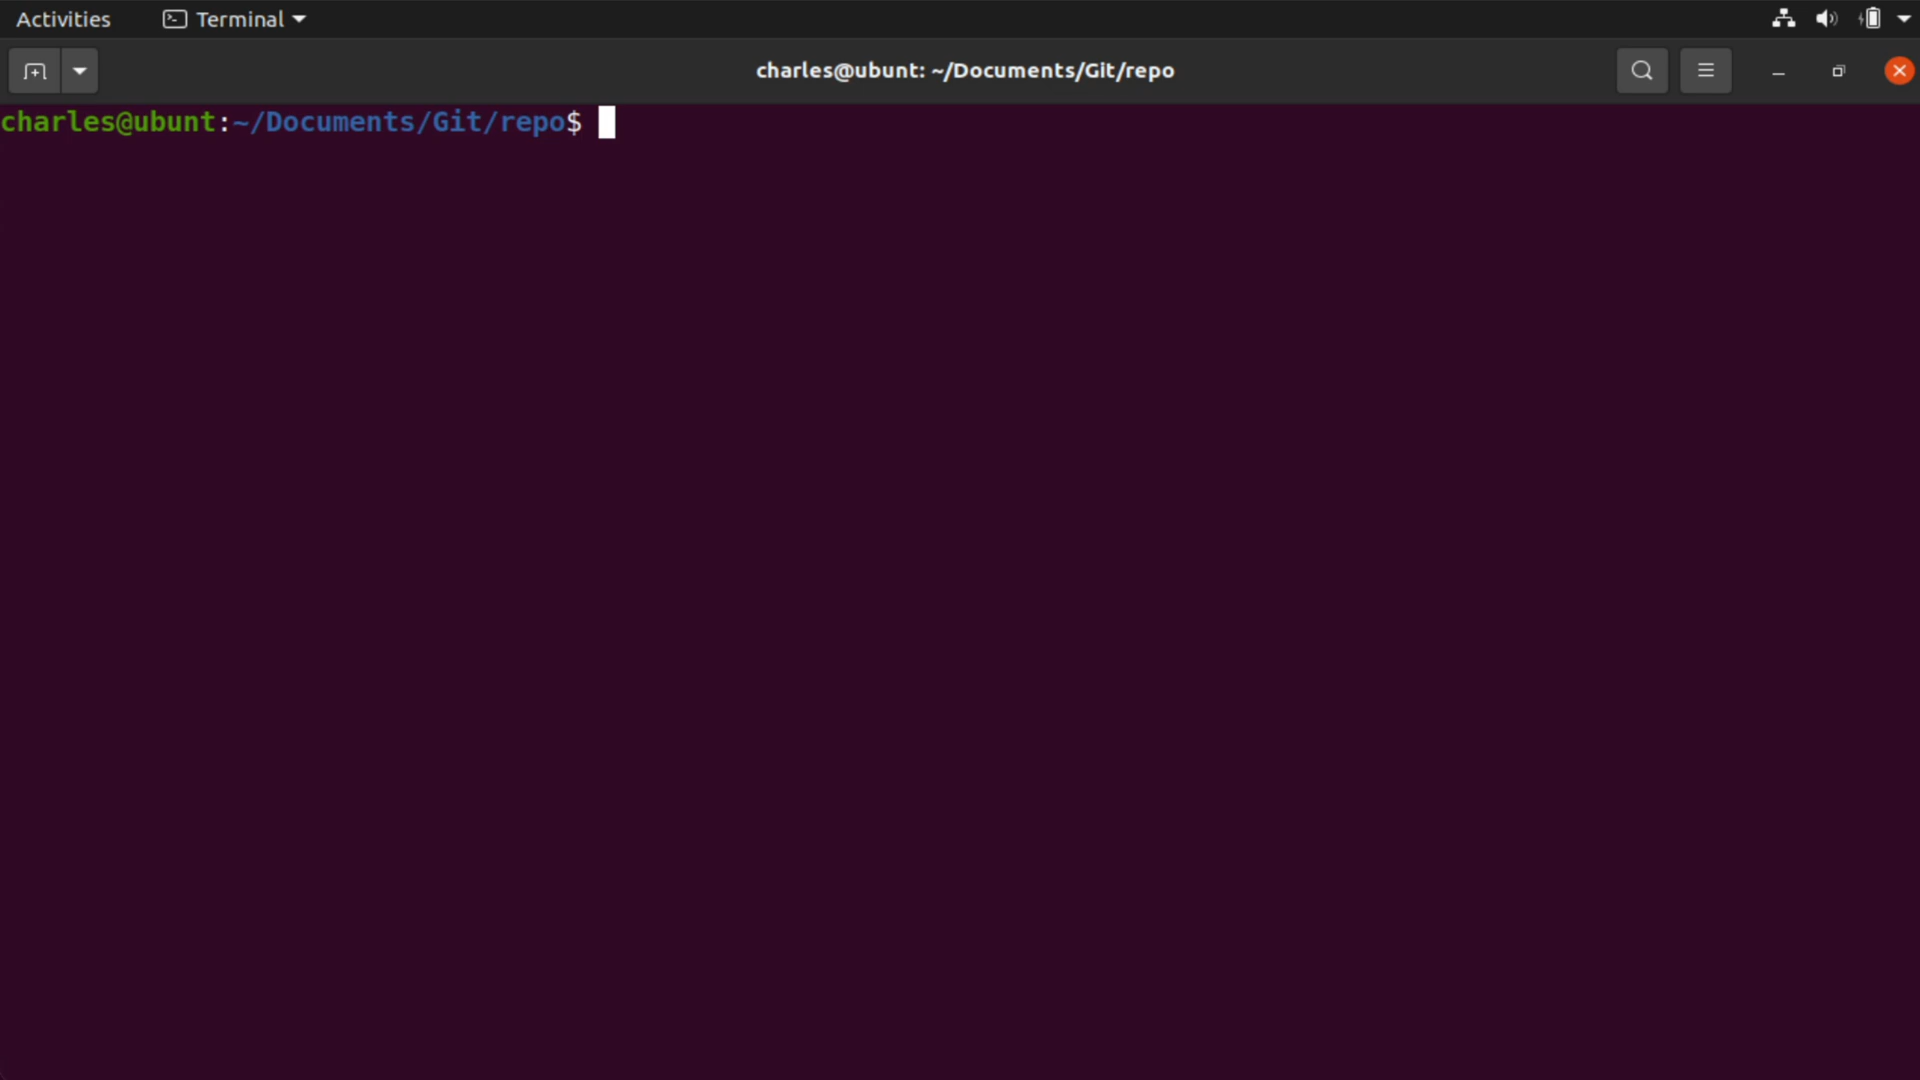 Activities Terminal
charles@ubunt: ~/Documents/Git/repo
charles@ubunt:~/Documents/Git/repo$